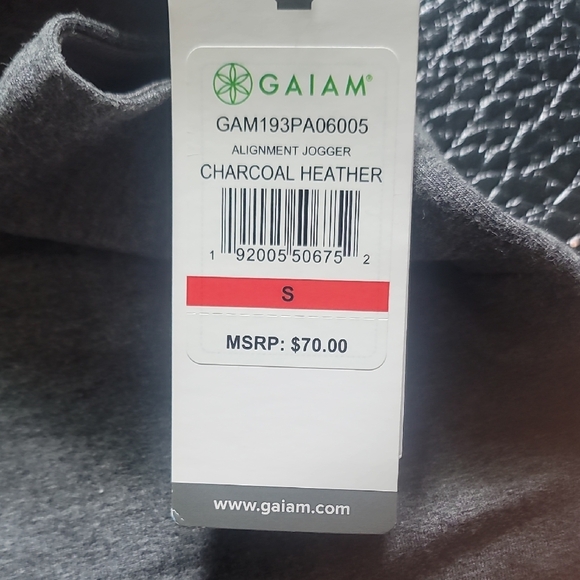 GAIAM®
GAM193PA06005
ALIGNMENT JOGGER
CHARCOAL HEATHER
1 92005 50675 2
S
MSRP: $70.00
www.gaiam.com